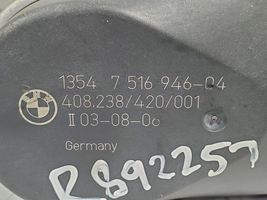 1354 7 516 946-04
408.238/420/001
II 03-08-06
Germany
R892257